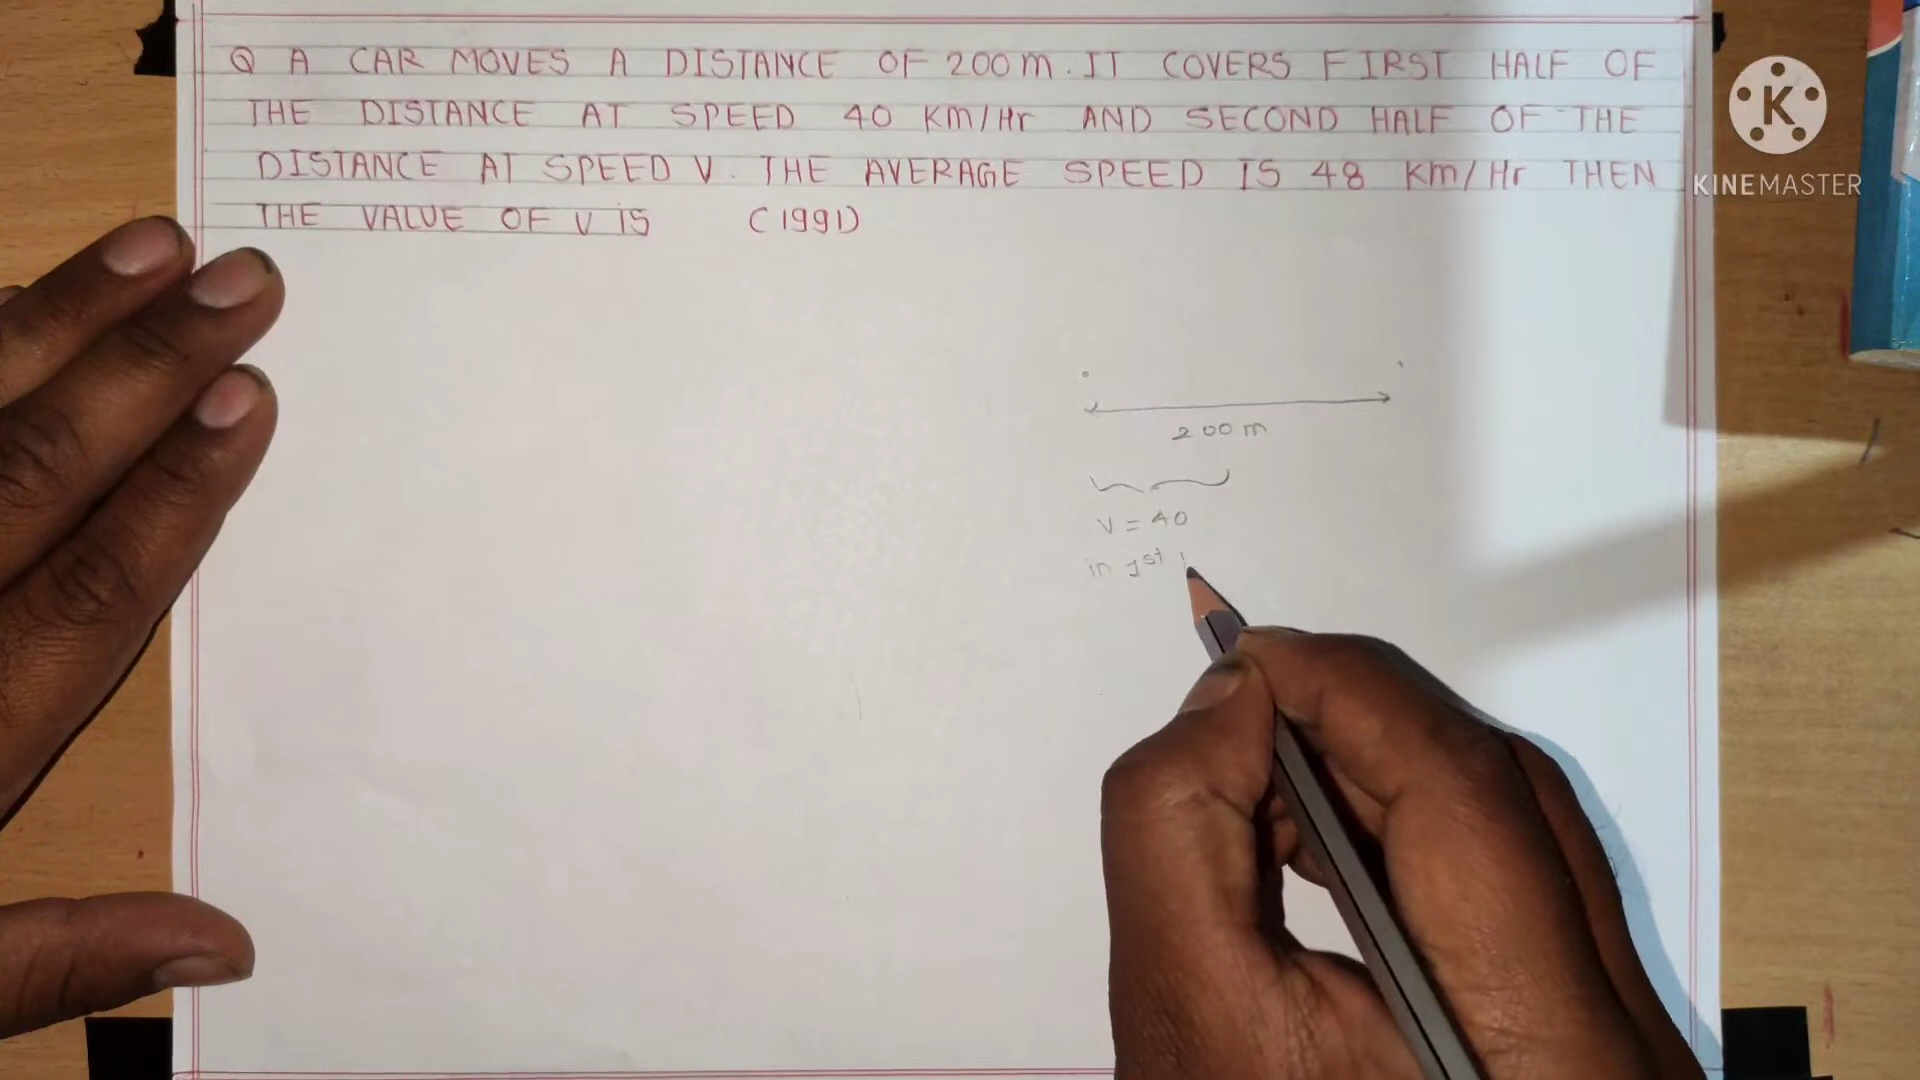 Q A CAR MOVES A DISTANCE OF 200m. IT COVERS FIRST HALF OF
THE DISTANCE AT SPEED 40 KM/Hr AND SECOND HALF OF THE
DISTANCE AT SPEED V. THE AVERAGE SPEED IS 48 KM/Hr THEN
THE VALUE OF V IS (1991)
K
KINEMASTER
200 m
V = 40
in 1st